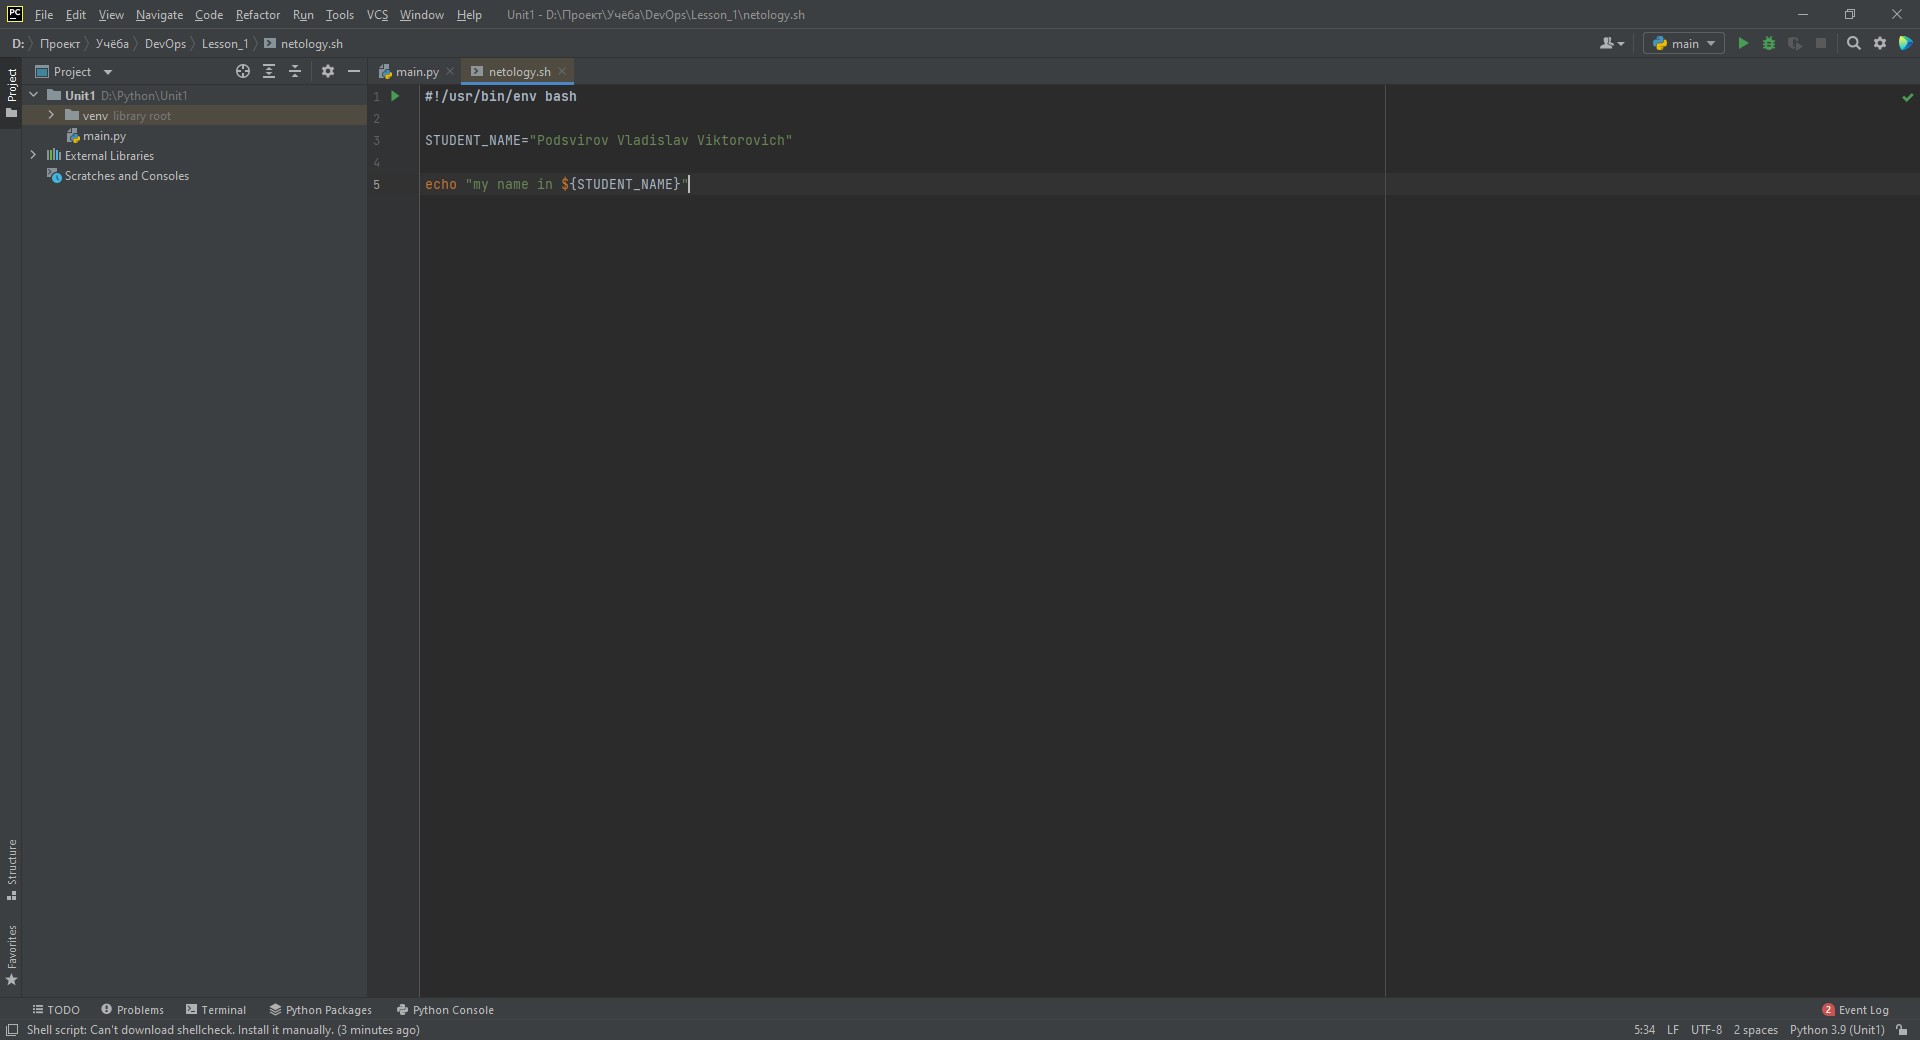 PC File Edit View Navigate Code Refactor Run Tools VCS Window Help Unit1 - D:\Проект\Учёба\DevOps\Lesson_1\netology.sh
D: Проект Учёба DevOps Lesson_1 netology.sh main
Project
Project
main.py netology.sh
Unit1 D:\Python\Unit1
venv library root
main.py
External Libraries
Scratches and Consoles
1 #!/usr/bin/env bash
2
3 STUDENT_NAME="Podsvirov Vladislav Viktorovich"
4
5 echo "my name in ${STUDENT_NAME}"
Structure
Favorites
TODO Problems Terminal Python Packages Python Console 2 Event Log
Shell script: Can't download shellcheck. Install it manually. (3 minutes ago) 5:34 LF UTF-8 2 spaces Python 3.9 (Unit1)